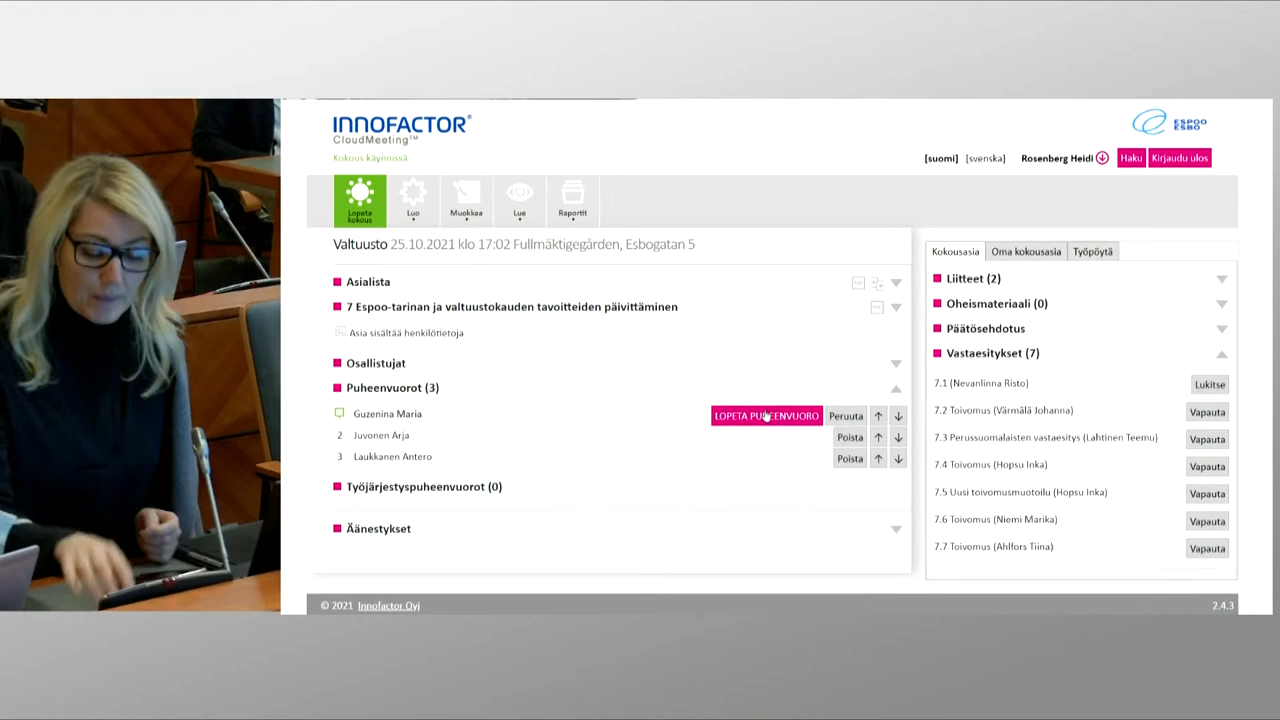 INNOFACTOR®
CloudMeeting™
Kokous käynnissä
ESPOO
ESBO
[suomi] [svenska] Rosenberg Heidi Haku Kirjaudu ulos
Lopeta kokous
Luo
Muokkaa
Lue
Raportit
Valtuusto 25.10.2021 klo 17:02 Fullmäktigegården, Esbogatan 5
Asialista
7 Espoo-tarinan ja valtuustokauden tavoitteiden päivittäminen
Asia sisältää henkilötietoja
Osallistujat
Puheenvuorot (3)
Guzenina Maria LOPETA PUHEENVUORO Peruuta
2 Juvonen Arja Poista
3 Laukkanen Antero Poista
Työjärjestyspuheenvuorot (0)
Äänestykset
Kokousasia Oma kokousasia Työpöytä
Liitteet (2)
Oheismateriaali (0)
Päätösehdotus
Vastaesitykset (7)
7.1 (Nevanlinna Risto) Lukitse
7.2 Toivomus (Värmälä Johanna) Vapauta
7.3 Perussuomalaisten vastaesitys (Lahtinen Teemu) Vapauta
7.4 Toivomus (Hopsu Inka) Vapauta
7.5 Uusi toivomusmuotoilu (Hopsu Inka) Vapauta
7.6 Toivomus (Niemi Marika) Vapauta
7.7 Toivomus (Ahlfors Tiina) Vapauta
© 2021 Innofactor Oyj 2.4.3